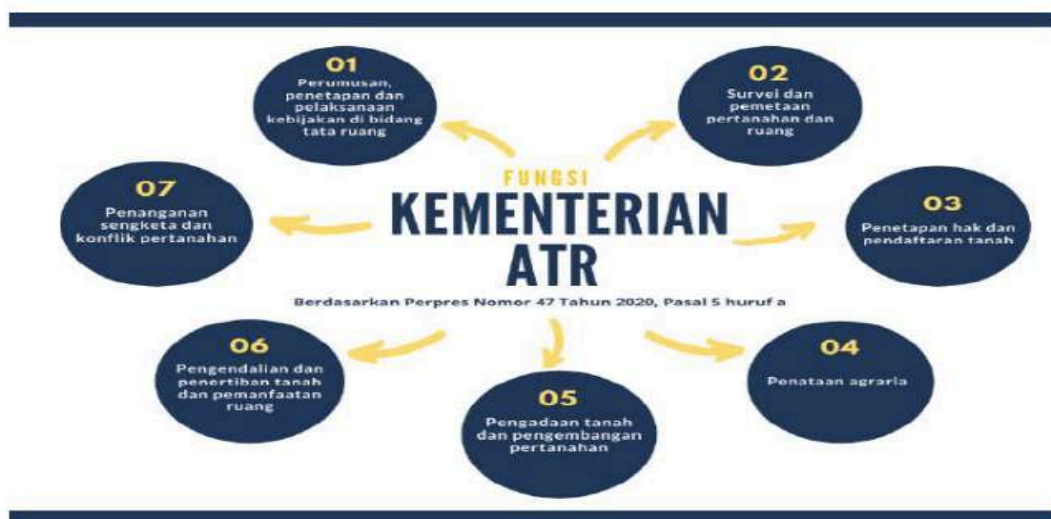 FUNGSI
KEMENTERIAN
ATR
Berdasarkan Perpres Nomor 47 Tahun 2020, Pasal 5 huruf a
01
Perumusan,
penetapan dan
pelaksanaan
kebijakan di bidang
tata ruang
02
Survei dan
pemetaan
pertanahan dan
ruang
03
Penetapan hak dan
pendaftaran tanah
04
Penataan agraria
05
Pengadaan tanah
dan pengembangan
pertanahan
06
Pengendalian dan
penertiban tanah
dan pemanfaatan
ruang
07
Penanganan
sengketa dan
konflik pertanahan